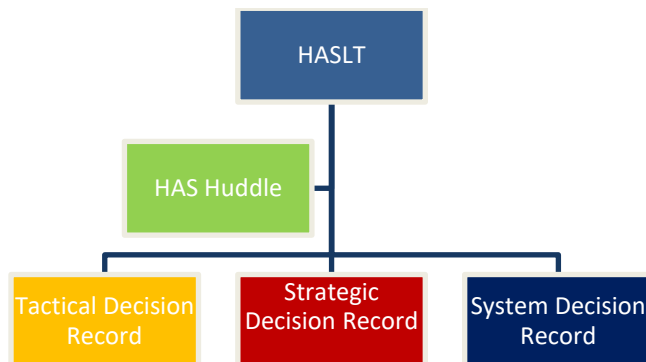 HASLT
HAS Huddle
Tactical Decision
Record
Strategic
Decision Record
System Decision
Record